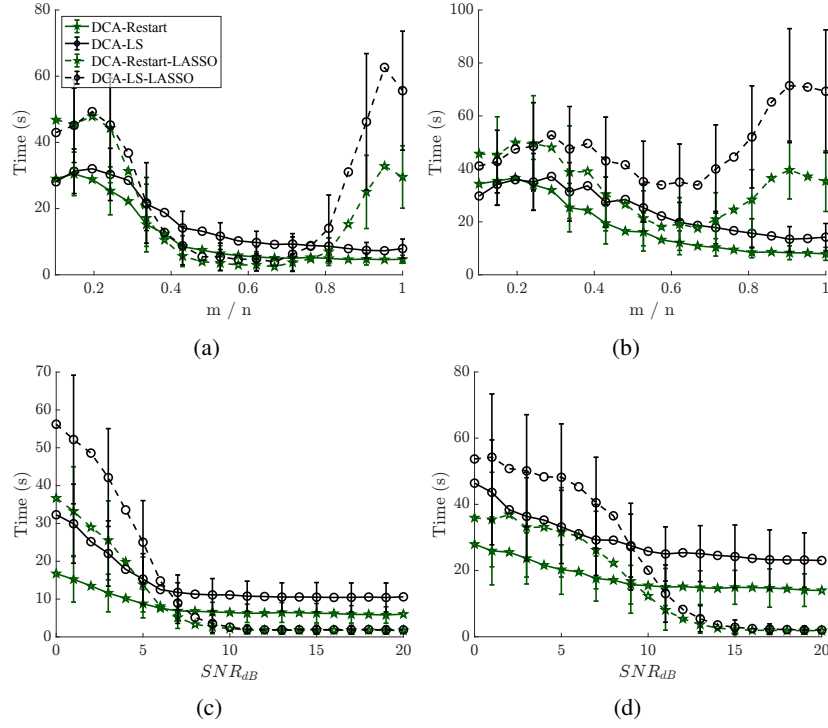 80
60
40
20
0
Time (s)
DCA-Restart
DCA-LS
DCA-Restart-LASSO
DCA-LS-LASSO
0.2 0.4 0.6 0.8 1
m / n
(a)
100
80
60
40
20
0
Time (s)
0.2 0.4 0.6 0.8 1
m / n
(b)
70
60
50
40
30
20
10
0
Time (s)
0 5 10 15 20
SNR_dB
(c)
80
60
40
20
0
Time (s)
0 5 10 15 20
SNR_dB
(d)